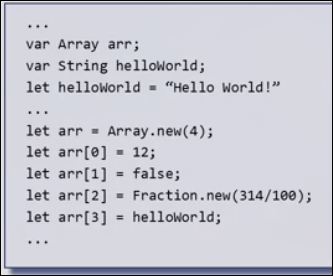 ...
var Array arr;
var String helloWorld;
let helloWorld = “Hello World!”
...
let arr = Array.new(4);
let arr[0] = 12;
let arr[1] = false;
let arr[2] = Fraction.new(314/100);
let arr[3] = helloWorld;
...